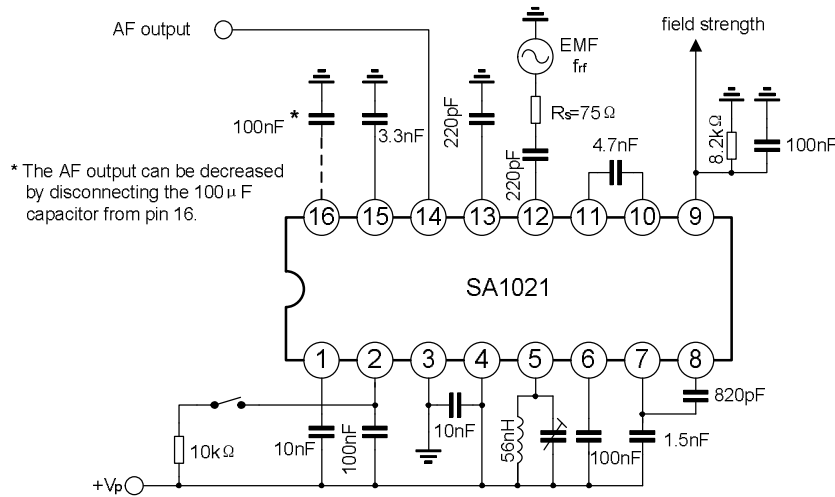 AF output
EMF
frf
field strength
100nF *
3.3nF
220pF
Rs=75Ω
220pF
4.7nF
8.2kΩ
100nF
* The AF output can be decreased
by disconnecting the 100μF
capacitor from pin 16.
16 15 14 13 12 11 10 9
SA1021
1 2 3 4 5 6 7 8
10kΩ
10nF
100nF
10nF
56nH
100nF
1.5nF
820pF
+Vp